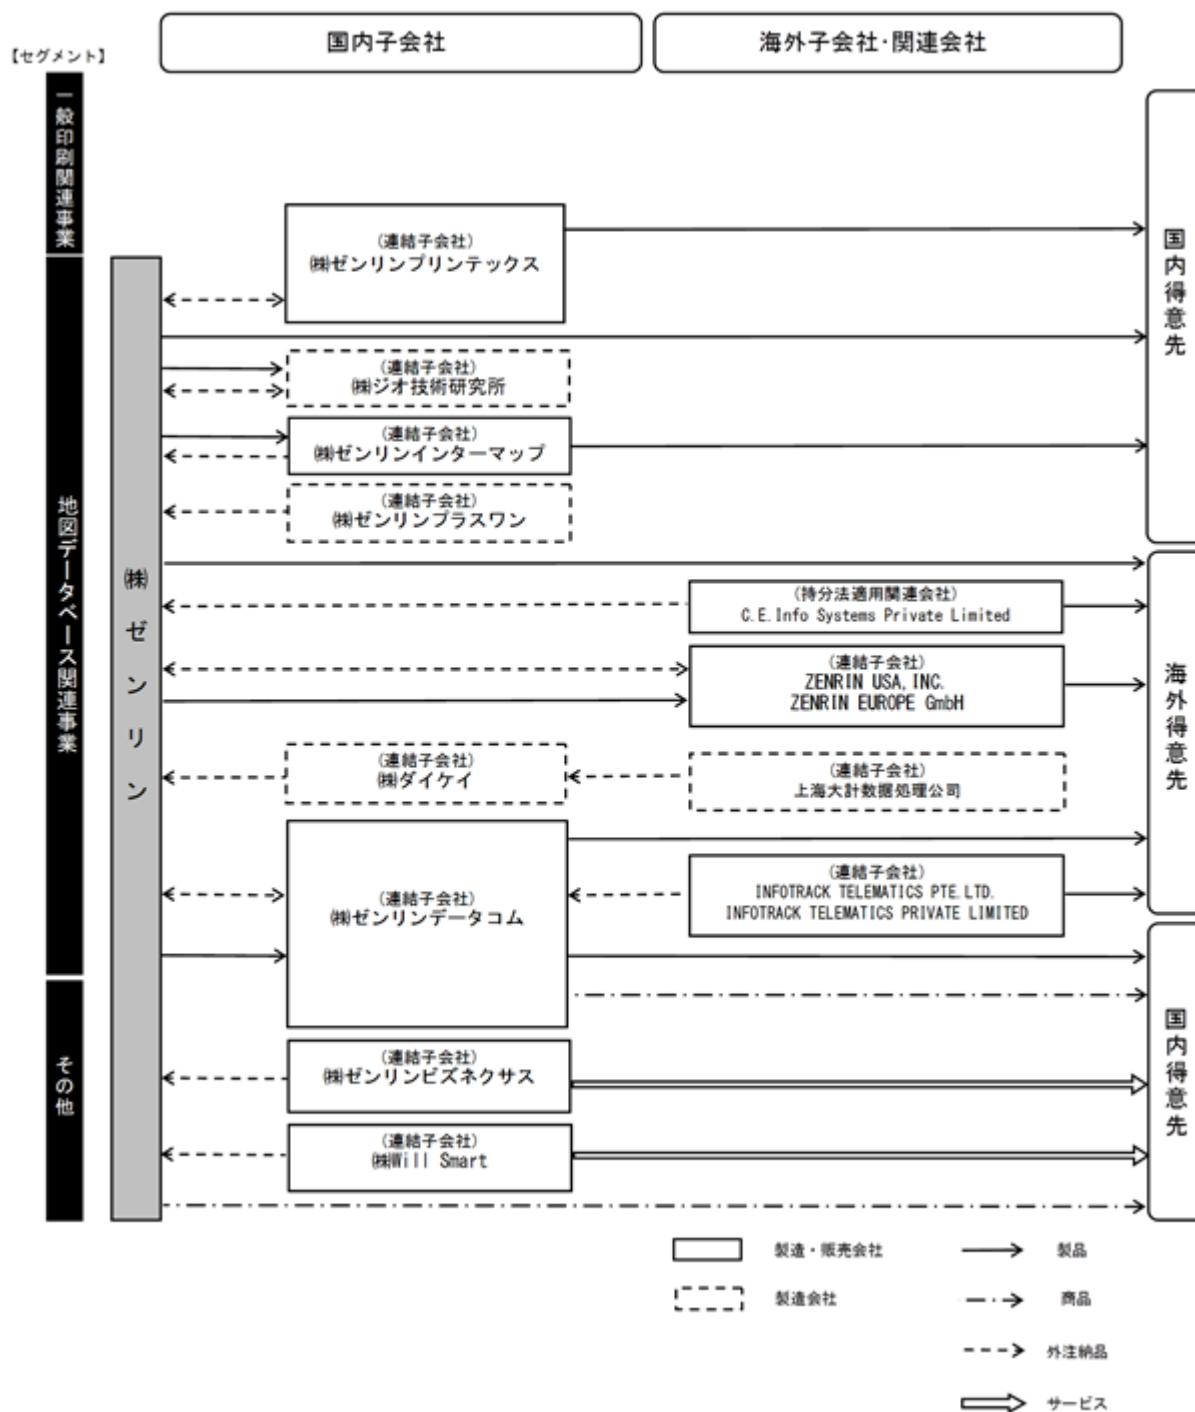 国内子会社
海外子会社・関連会社
【セグメント】
一般印刷関連事業
地図データベース関連事業
その他
㈱ゼンリン
(連結子会社)
㈱ゼンリンプリンテックス
(連結子会社)
㈱ジオ技術研究所
(連結子会社)
㈱ゼンリンインターマップ
(連結子会社)
㈱ゼンリンプラスワン
国内得意先
(持分法適用関連会社)
C.E.Info Systems Private Limited
(連結子会社)
ZENRIN USA,INC.
ZENRIN EUROPE GmbH
(連結子会社)
㈱ダイケイ
(連結子会社)
上海大計数据処理公司
(連結子会社)
㈱ゼンリンデータコム
(連結子会社)
INFOTRACK TELEMATICS PTE.LTD.
INFOTRACK TELEMATICS PRIVATE LIMITED
海外得意先
(連結子会社)
㈱ゼンリンビズネクサス
(連結子会社)
㈱Will Smart
国内得意先
製造・販売会社
製品
製造会社
商品
外注納品
サービス